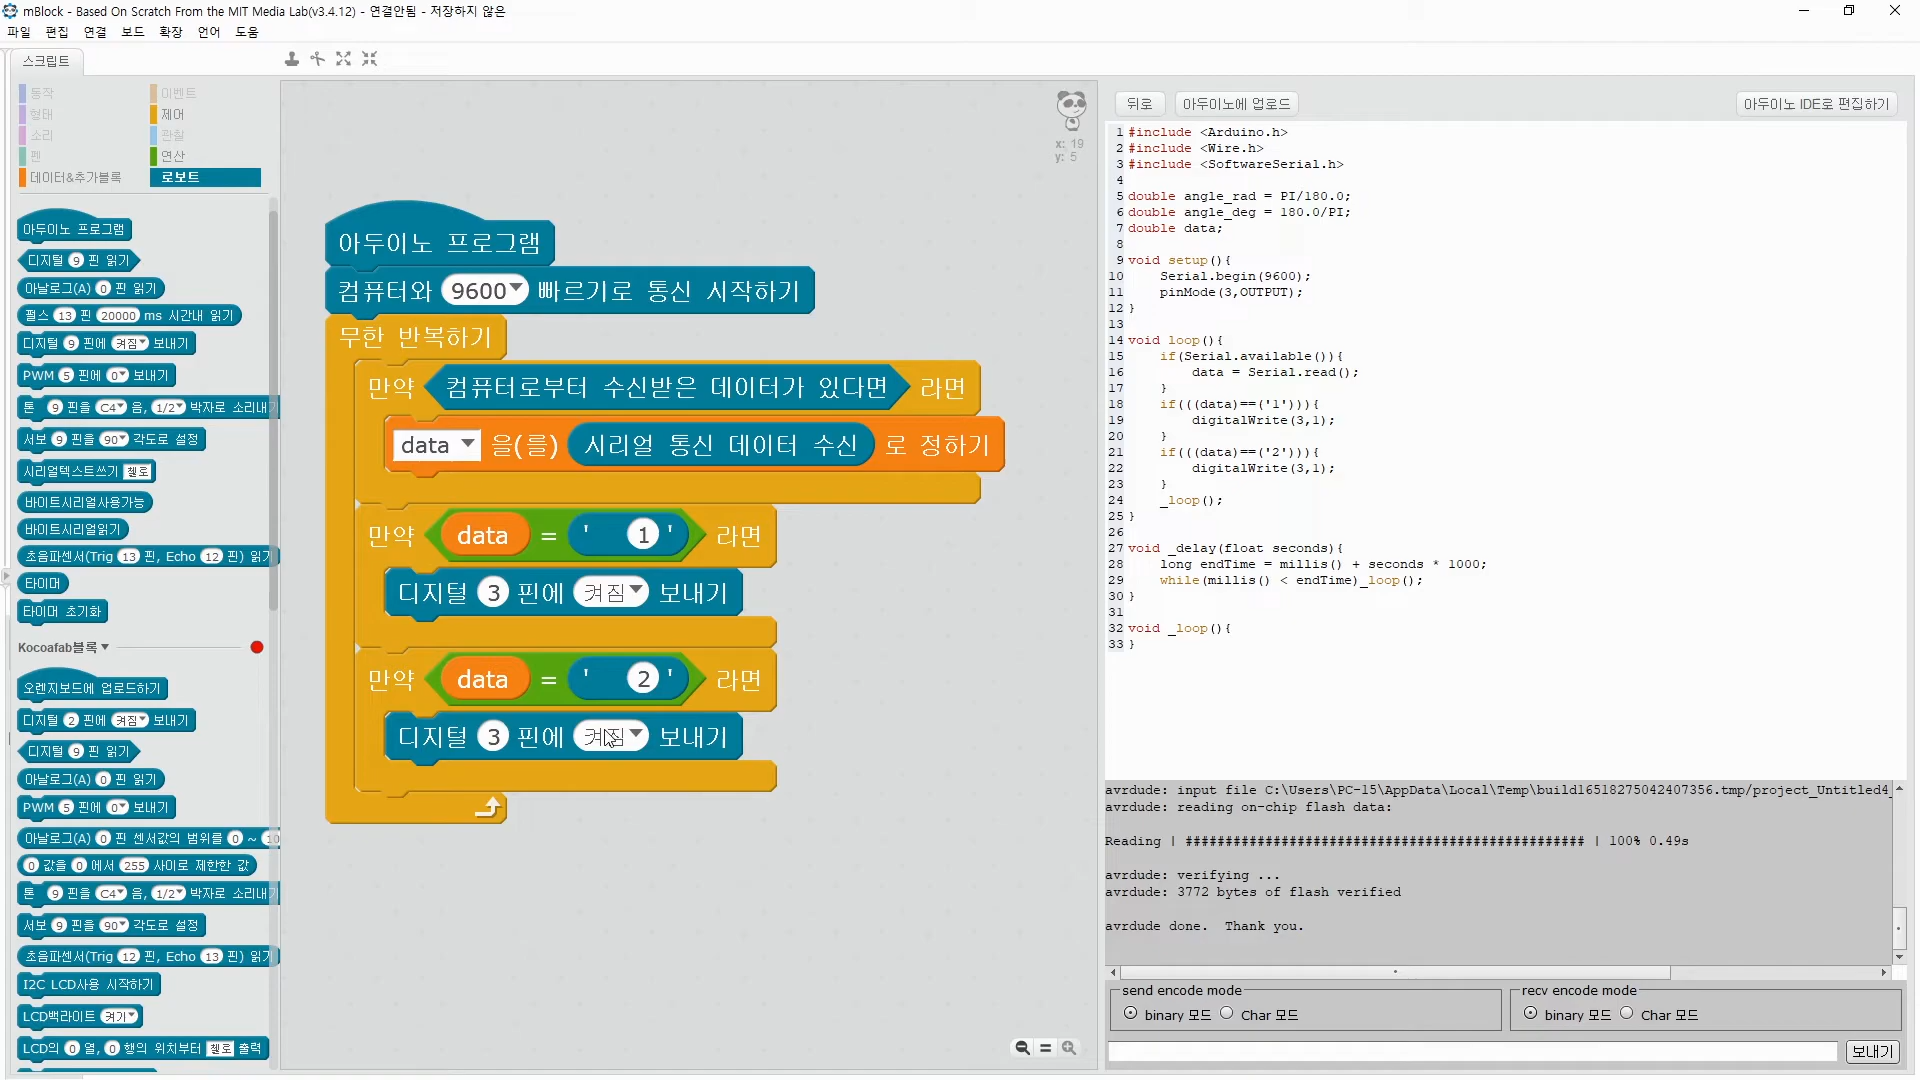 mBlock - Based On Scratch From the MIT Media Lab(v3.4.12) - 연결안됨 - 저장하지 않은
파일 편집 연결 보드 확장 언어 도움
스크립트
동작 이벤트
형태 제어
소리 관찰
펜 연산
데이터&추가블록 로보트
아두이노 프로그램
디지털 9 핀 읽기
아날로그(A) 0 핀 읽기
펄스 13 핀 20000 ms 시간내 읽기
디지털 9 핀에 켜짐 보내기
PWM 5 핀에 0 보내기
톤 9 핀을 C4 음, 1/2 박자로 소리내기
서보 9 핀을 90 각도로 설정
시리얼텍스트쓰기 헬로
바이트시리얼사용가능
바이트시리얼읽기
초음파센서(Trig 13 핀, Echo 12 핀) 읽기
타이머
타이머 초기화
Kocoafab블록
오렌지보드에 업로드하기
디지털 2 핀에 켜짐 보내기
디지털 9 핀 읽기
아날로그(A) 0 핀 읽기
PWM 5 핀에 0 보내기
아날로그(A) 0 핀 센서값의 범위를 0 ~ 10
0 값을 0 에서 255 사이로 제한한 값
톤 9 핀을 C4 음, 1/2 박자로 소리내기
서보 9 핀을 90 각도로 설정
초음파센서(Trig 12 핀, Echo 13 핀) 읽기
I2C LCD사용 시작하기
LCD백라이트 켜기
LCD의 0 열, 0 행의 위치부터 헬로 출력
x: 19
y: 5
아두이노 프로그램
컴퓨터와 9600 빠르기로 통신 시작하기
무한 반복하기
만약 컴퓨터로부터 수신받은 데이터가 있다면 라면
data 을(를) 시리얼 통신 데이터 수신 로 정하기
만약 data = ' 1 ' 라면
디지털 3 핀에 켜짐 보내기
만약 data = ' 2 ' 라면
디지털 3 핀에 켜짐 보내기
뒤로 아두이노에 업로드 아두이노 IDE로 편집하기
1 #include <Arduino.h>
2 #include <Wire.h>
3 #include <SoftwareSerial.h>
4
5 double angle_rad = PI/180.0;
6 double angle_deg = 180.0/PI;
7 double data;
8
9 void setup(){
10 Serial.begin(9600);
11 pinMode(3,OUTPUT);
12 }
13
14 void loop(){
15 if(Serial.available()){
16 data = Serial.read();
17 }
18 if(((data)==('1'))){
19 digitalWrite(3,1);
20 }
21 if(((data)==('2'))){
22 digitalWrite(3,1);
23 }
24 _loop();
25 }
26
27 void _delay(float seconds){
28 long endTime = millis() + seconds * 1000;
29 while(millis() < endTime)_loop();
30 }
31
32 void _loop(){
33 }
avrdude: input file C:\Users\PC-15\AppData\Local\Temp\build16518275042407356.tmp/project_Untitled4_
avrdude: reading on-chip flash data:
Reading | ################################################## | 100% 0.49s
avrdude: verifying ...
avrdude: 3772 bytes of flash verified
avrdude done. Thank you.
send encode mode recv encode mode
binary 모드 Char 모드 binary 모드 Char 모드
보내기